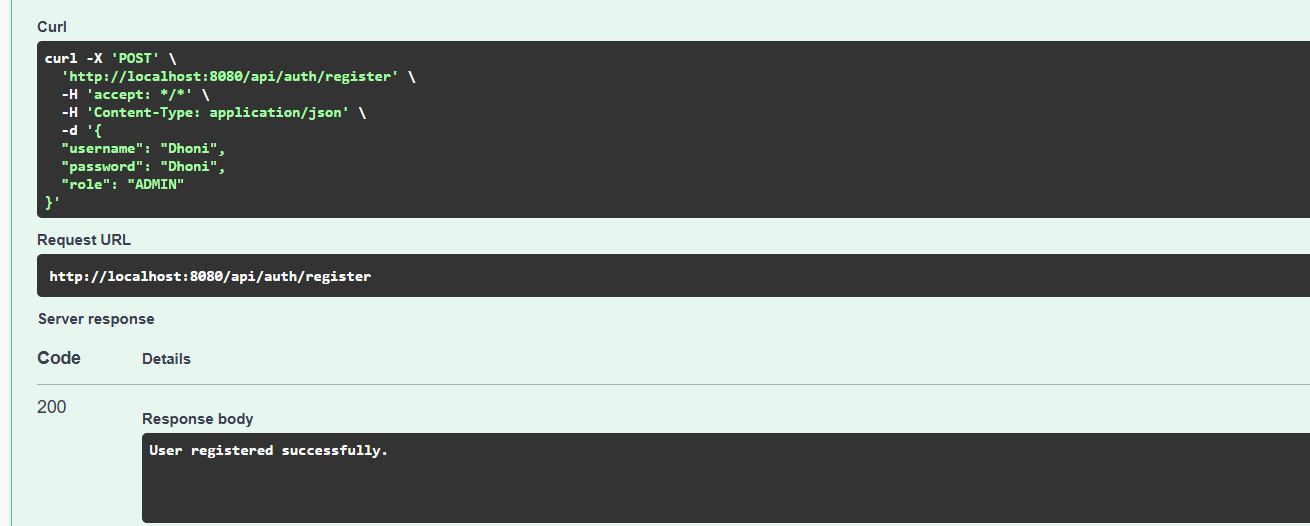 Curl
curl -X 'POST' \
  'http://localhost:8080/api/auth/register' \
  -H 'accept: */*' \
  -H 'Content-Type: application/json' \
  -d '{
  "username": "Dhoni",
  "password": "Dhoni",
  "role": "ADMIN"
}'
Request URL
http://localhost:8080/api/auth/register
Server response
Code Details
200
Response body
User registered successfully.